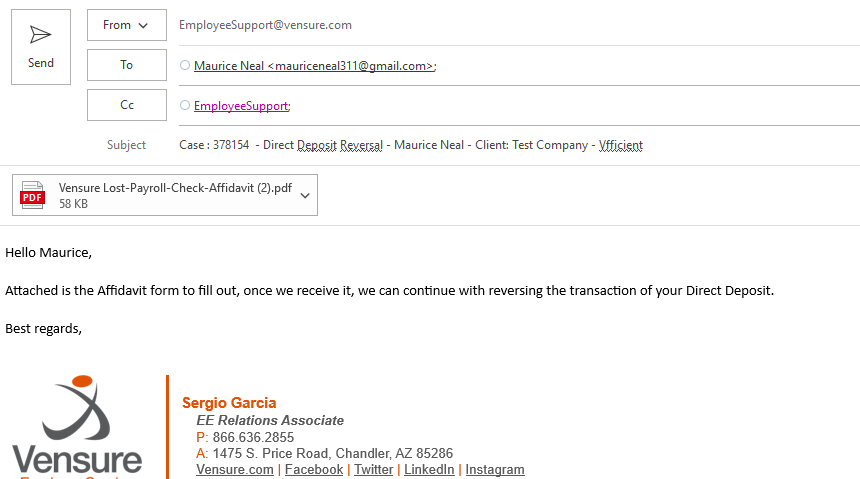 Send
From
EmployeeSupport@vensure.com
To
Maurice Neal <mauriceneal311@gmail.com>;
Cc
EmployeeSupport;
Subject
Case : 378154 - Direct Deposit Reversal - Maurice Neal - Client: Test Company - Vfficient
PDF
Vensure Lost-Payroll-Check-Affidavit (2).pdf
58 KB
Hello Maurice,
Attached is the Affidavit form to fill out, once we receive it, we can continue with reversing the transaction of your Direct Deposit.
Best regards,
Vensure
Sergio Garcia
EE Relations Associate
P: 866.636.2855
A: 1475 S. Price Road, Chandler, AZ 85286
Vensure.com | Facebook | Twitter | LinkedIn | Instagram